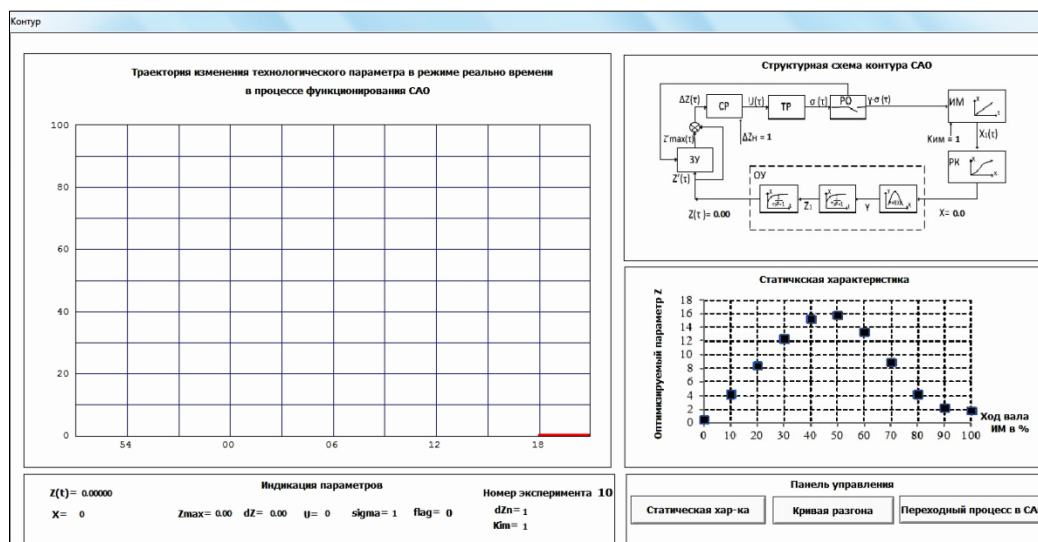 Контур
Траектория изменения технологического параметра в режиме реально времени
в процессе функционирования САО
100
80
60
40
20
0
54 00 06 12 18
Структурная схема контура САО
ΔZ(τ) СР U(τ) ТР σ(τ) РО γ-σ(τ) ИМ
ΔZн = 1
Z'max(τ)
Kим = 1
X₁(τ)
ЗУ
Z'(τ)
ОУ
РК
Z(τ)= 0.00
Z₁
Y
X= 0.0
Статичкская характеристика
Оптимизируемый параметр Z
18
16
14
12
10
8
6
4
2
0
0 10 20 30 40 50 60 70 80 90 100
Ход вала
ИМ в %
Индикация параметров
Номер эксперимента 10
Z(t)= 0.00000
X= 0
Zmax= 0.00 dZ= 0.00 U= 0 sigma= 1 flag= 0
dZn= 1
Kim= 1
Панель управления
Статическая хар-ка
Кривая разгона
Переходный процесс в СА